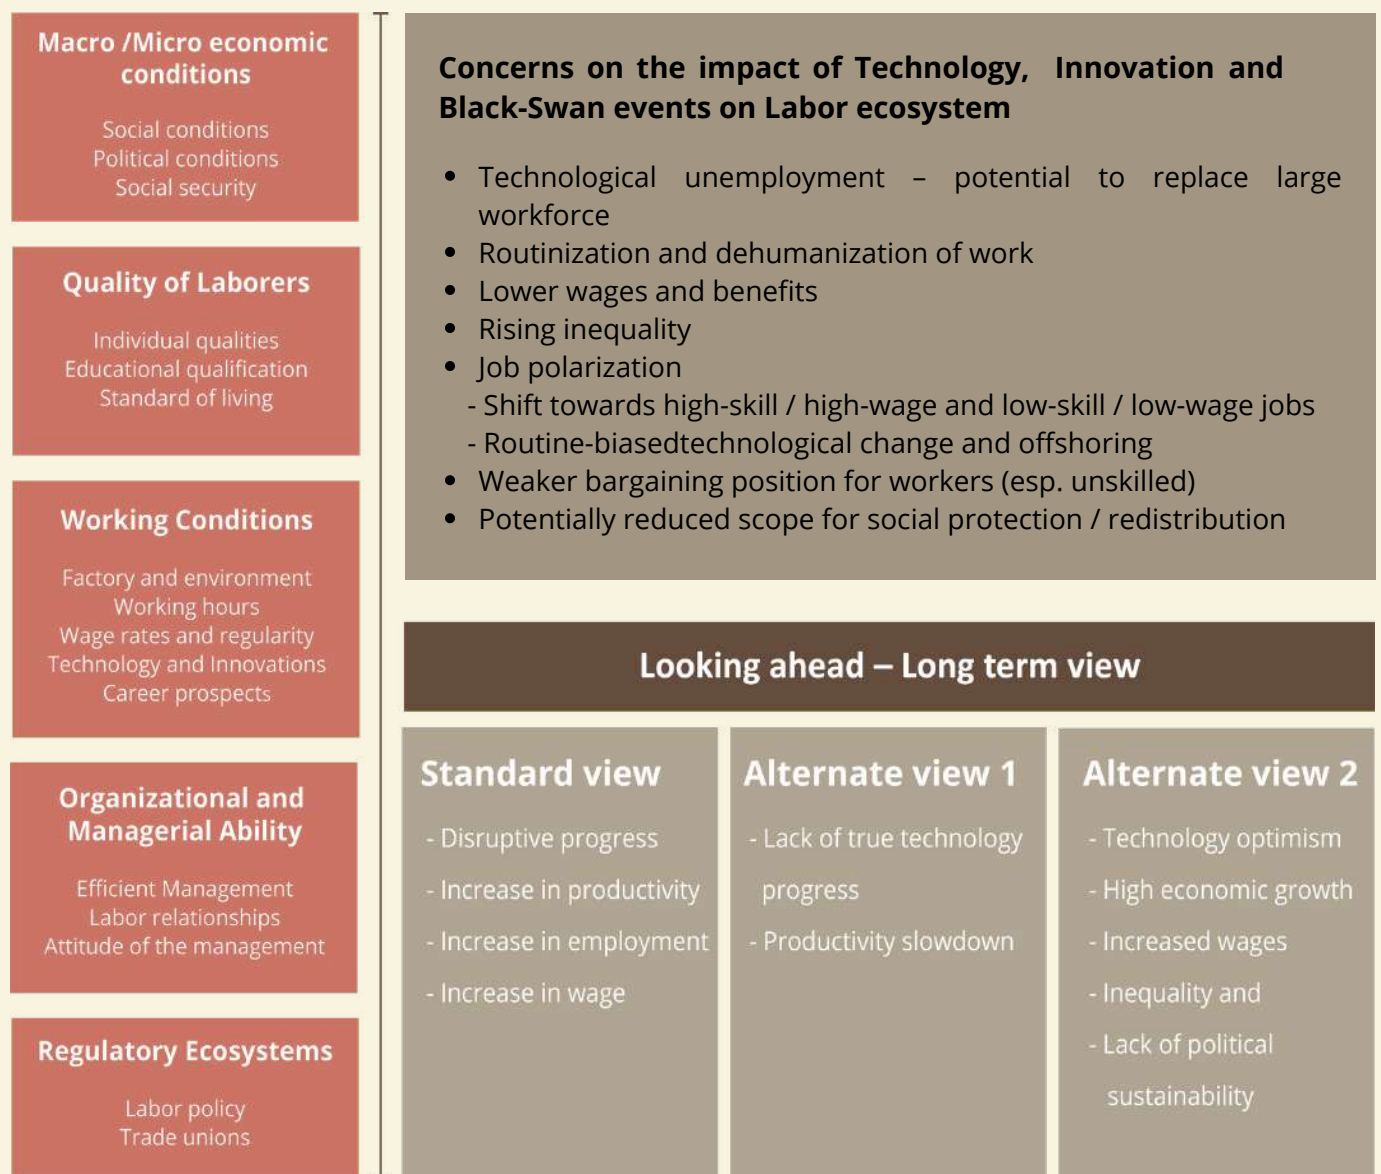 Macro /Micro economic
conditions
Social conditions
Political conditions
Social security
Quality of Laborers
Individual qualities
Educational qualification
Standard of living
Working Conditions
Factory and environment
Working hours
Wage rates and regularity
Technology and Innovations
Career prospects
Organizational and
Managerial Ability
Efficient Management
Labor relationships
Attitude of the management
Regulatory Ecosystems
Labor policy
Trade unions
Concerns on the impact of Technology, Innovation and
Black-Swan events on Labor ecosystem
• Technological unemployment – potential to replace large
workforce
• Routinization and dehumanization of work
• Lower wages and benefits
• Rising inequality
• Job polarization
- Shift towards high-skill / high-wage and low-skill / low-wage jobs
- Routine-biasedtechnological change and offshoring
• Weaker bargaining position for workers (esp. unskilled)
• Potentially reduced scope for social protection / redistribution
Looking ahead – Long term view
Standard view
- Disruptive progress
- Increase in productivity
- Increase in employment
- Increase in wage
Alternate view 1
- Lack of true technology
progress
- Productivity slowdown
Alternate view 2
- Technology optimism
- High economic growth
- Increased wages
- Inequality and
- Lack of political
sustainability